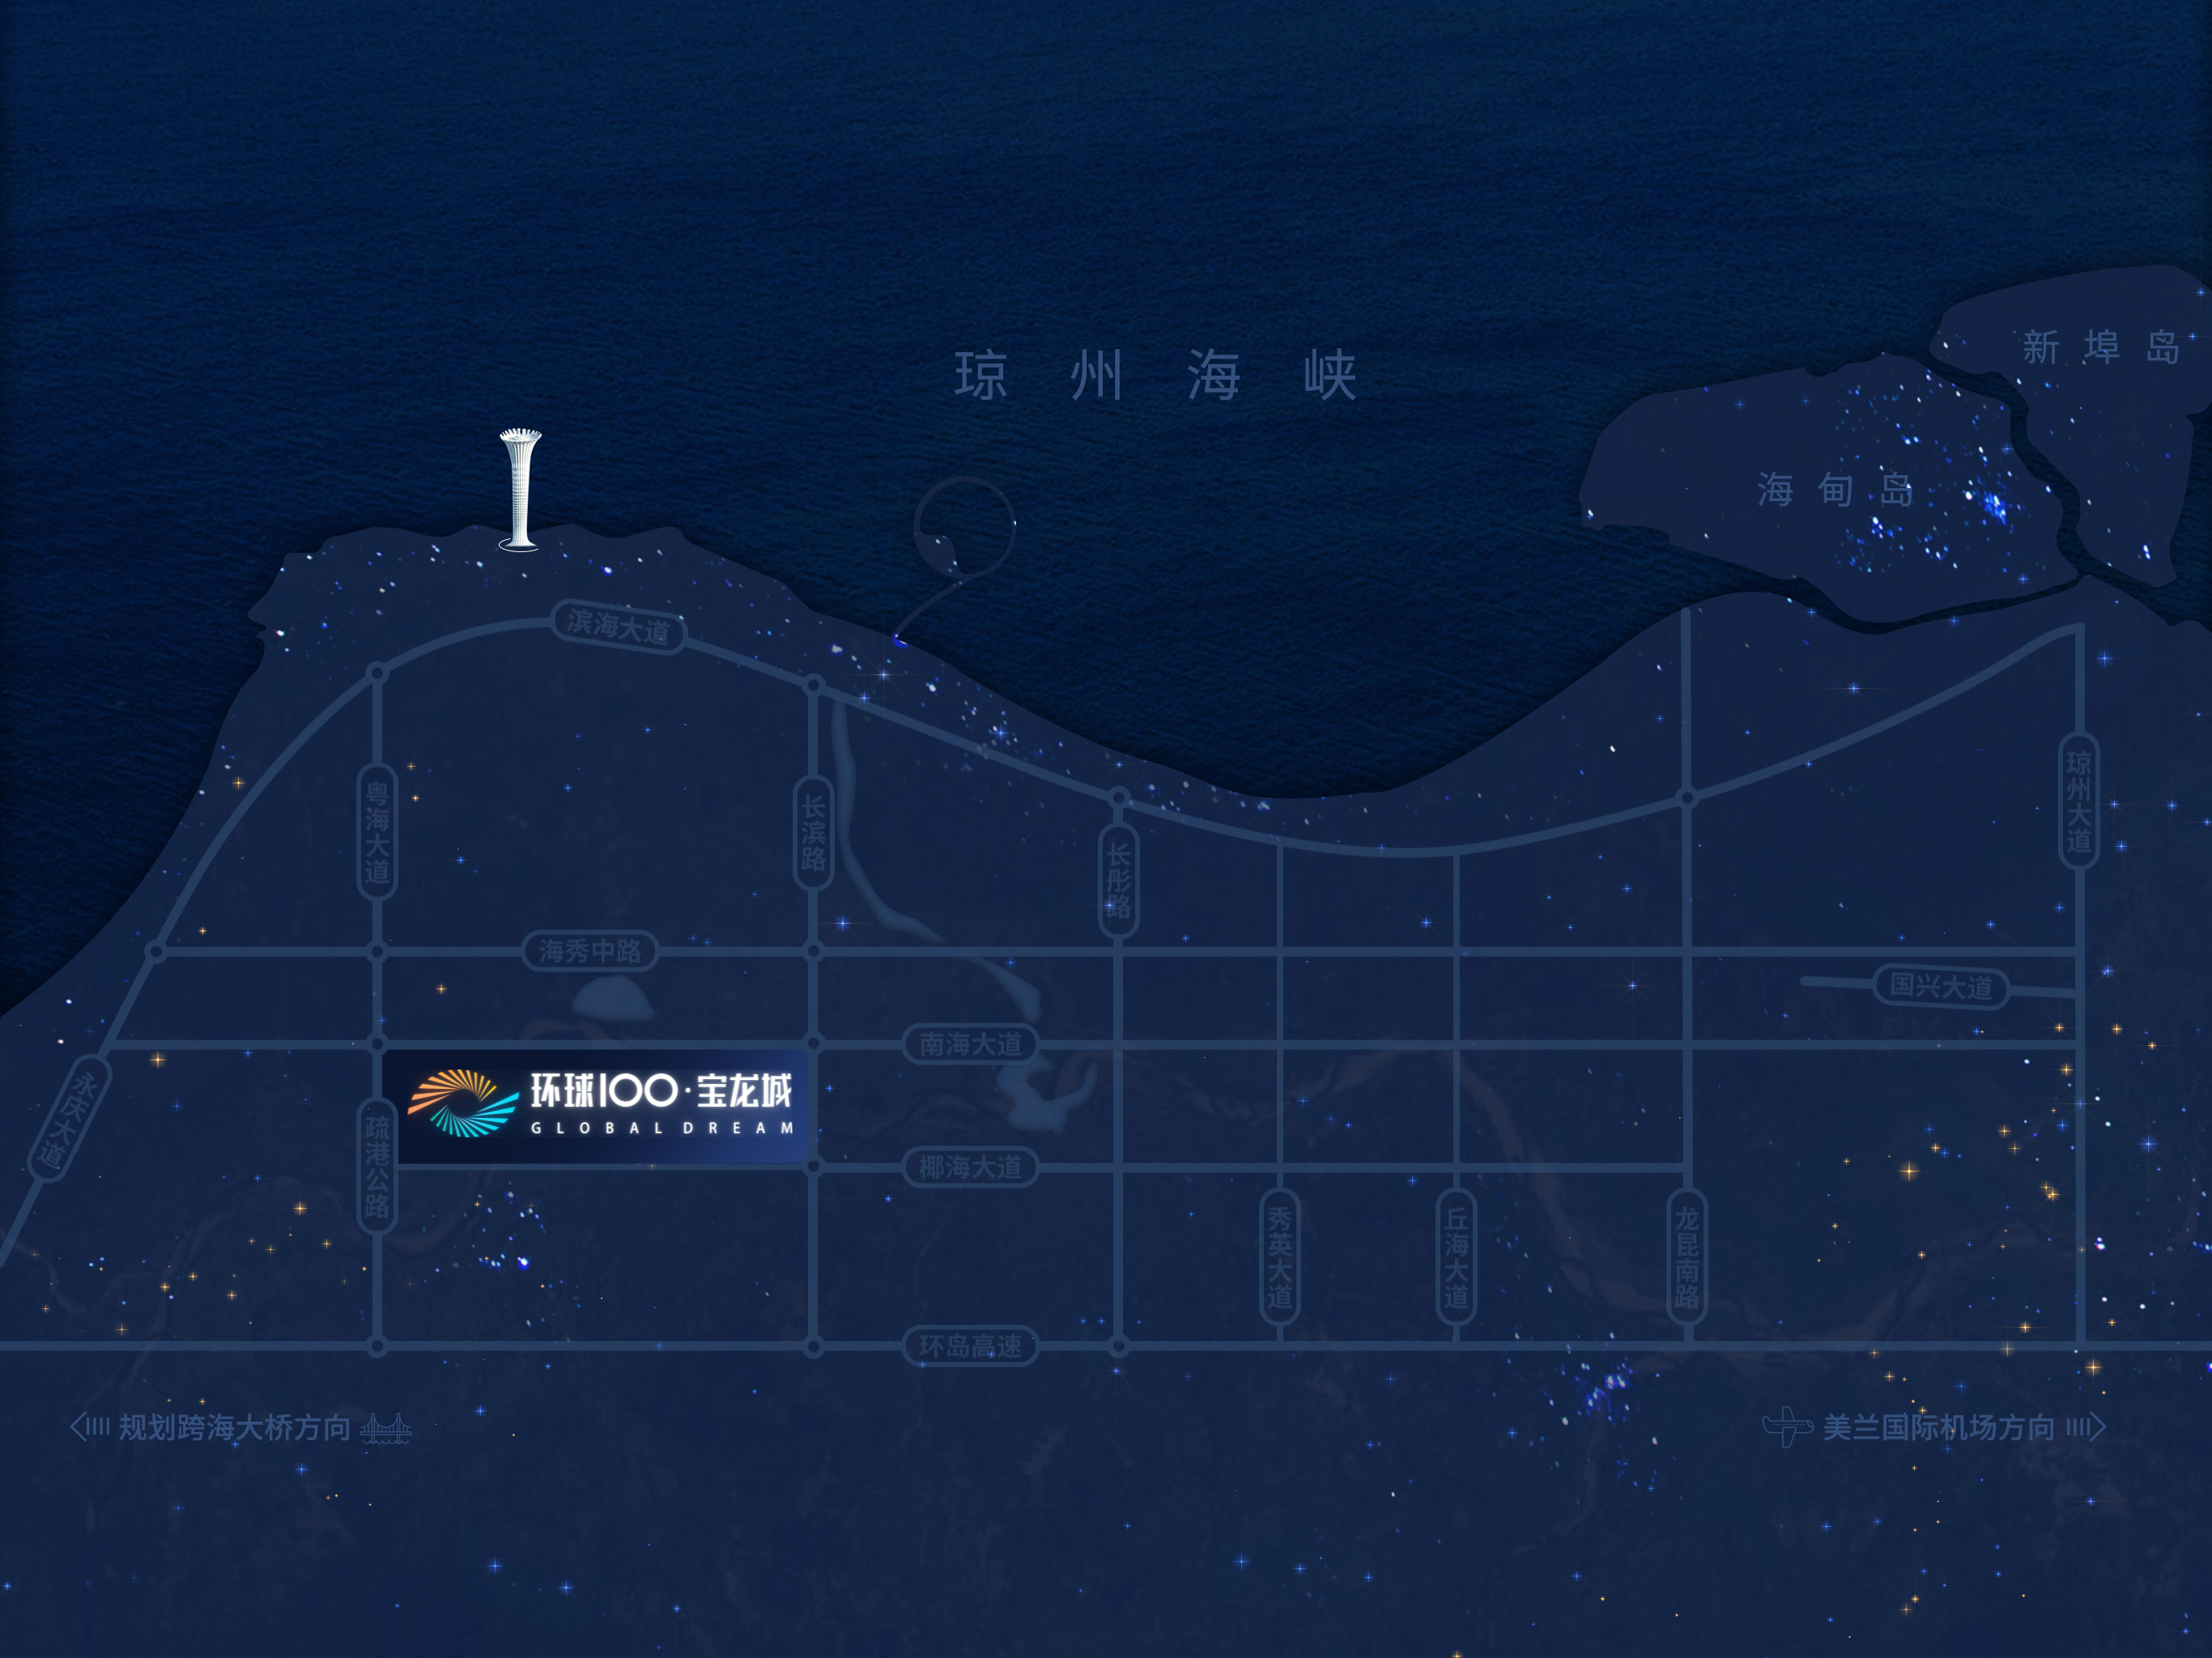 新埠岛
琼州海峡
海甸岛
滨海大道
粤海大道
长滨路
长彤路
琼州大道
海秀中路
国兴大道
南海大道
永庆大道
疏港公路
环球100·宝龙城
GLOBAL DREAM
椰海大道
秀英大道
丘海大道
龙昆南路
环岛高速
规划跨海大桥方向
美兰国际机场方向